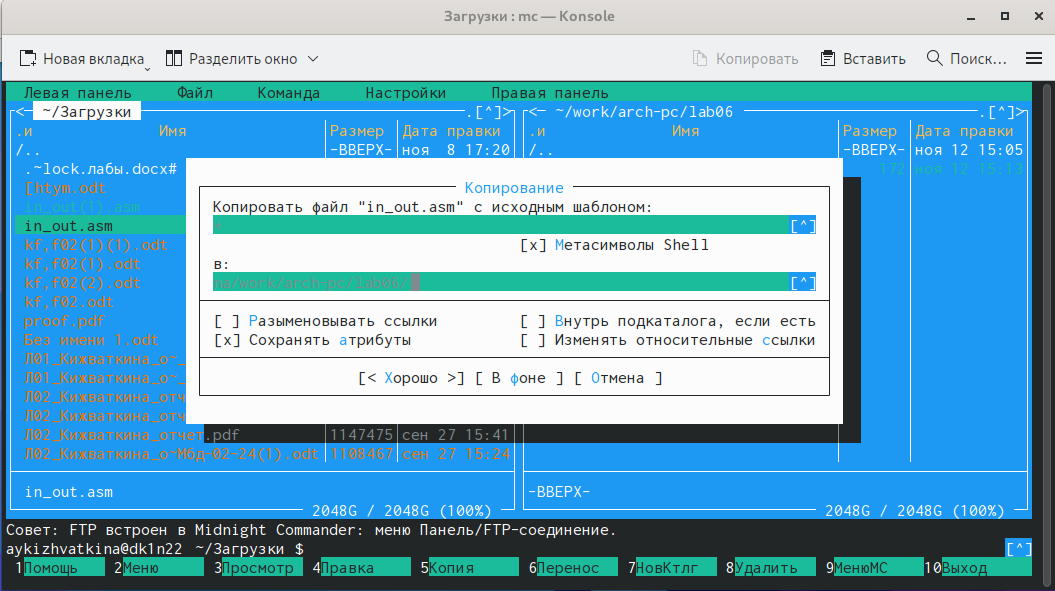 Загрузки : mc — Konsole
Новая вкладка Разделить окно Копировать Вставить Поиск...
Левая панель Файл Команда Настройки Правая панель
<─ ~/Загрузки .[^]> <─ ~/work/arch-pc/lab06 .[^]>
.и Имя Размер Дата правки .и Имя Размер Дата правки
/.. -ВВЕРХ- ноя 8 17:20 /.. -ВВЕРХ- ноя 12 15:05
.~lock.лабы.docx# 172 ноя 12 15:13
[htym.odt
Копирование
in_out(1).asm
Копировать файл "in_out.asm" с исходным шаблоном:
in_out.asm
[^]
kf,f02(1)(1).odt
[x] Метасимволы Shell
kf,f02(1).odt
в:
kf,f02(2).odt
na/work/arch-pc/lab06/ [^]
kf,f02.odt
proof.pdf
[ ] Разыменовывать ссылки [ ] Внутрь подкаталога, если есть
Без имени 1.odt
[x] Сохранять атрибуты [ ] Изменять относительные ссылки
Л01_Кижваткина_о~_
Л01_Кижваткина_о~_
[< Хорошо >] [ В фоне ] [ Отмена ]
Л02_Кижваткина_отч
Л02_Кижваткина_отч
Л02_Кижваткина_отчет.pdf 1147475 сен 27 15:41
Л02_Кижваткина_о~Мбд-02-24(1).odt 1108467 сен 27 15:24
in_out.asm -ВВЕРХ-
2048G / 2048G (100%) 2048G / 2048G (100%)
Совет: FTP встроен в Midnight Commander: меню Панель/FTP-соединение.
aykizhvatkina@dk1n22 ~/Загрузки $ [^]
1Помощь 2Меню 3Просмотр 4Правка 5Копия 6Перенос 7НовКтлг 8Удалить 9МенюМС 10Выход